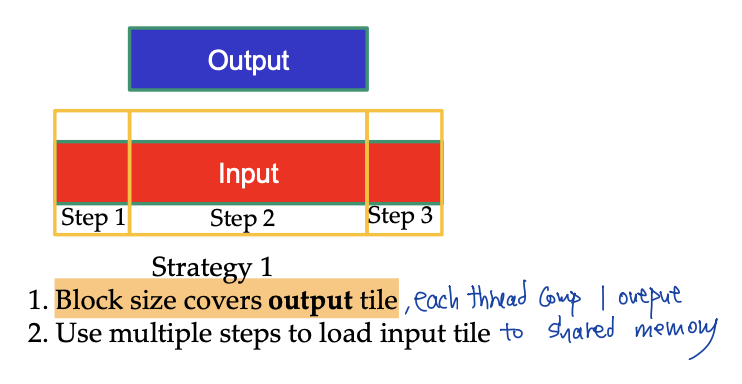 Output
Input
Step 1 Step 2 Step 3
Strategy 1
1. Block size covers output tile, each thread comp 1 output
2. Use multiple steps to load input tile to shared memory